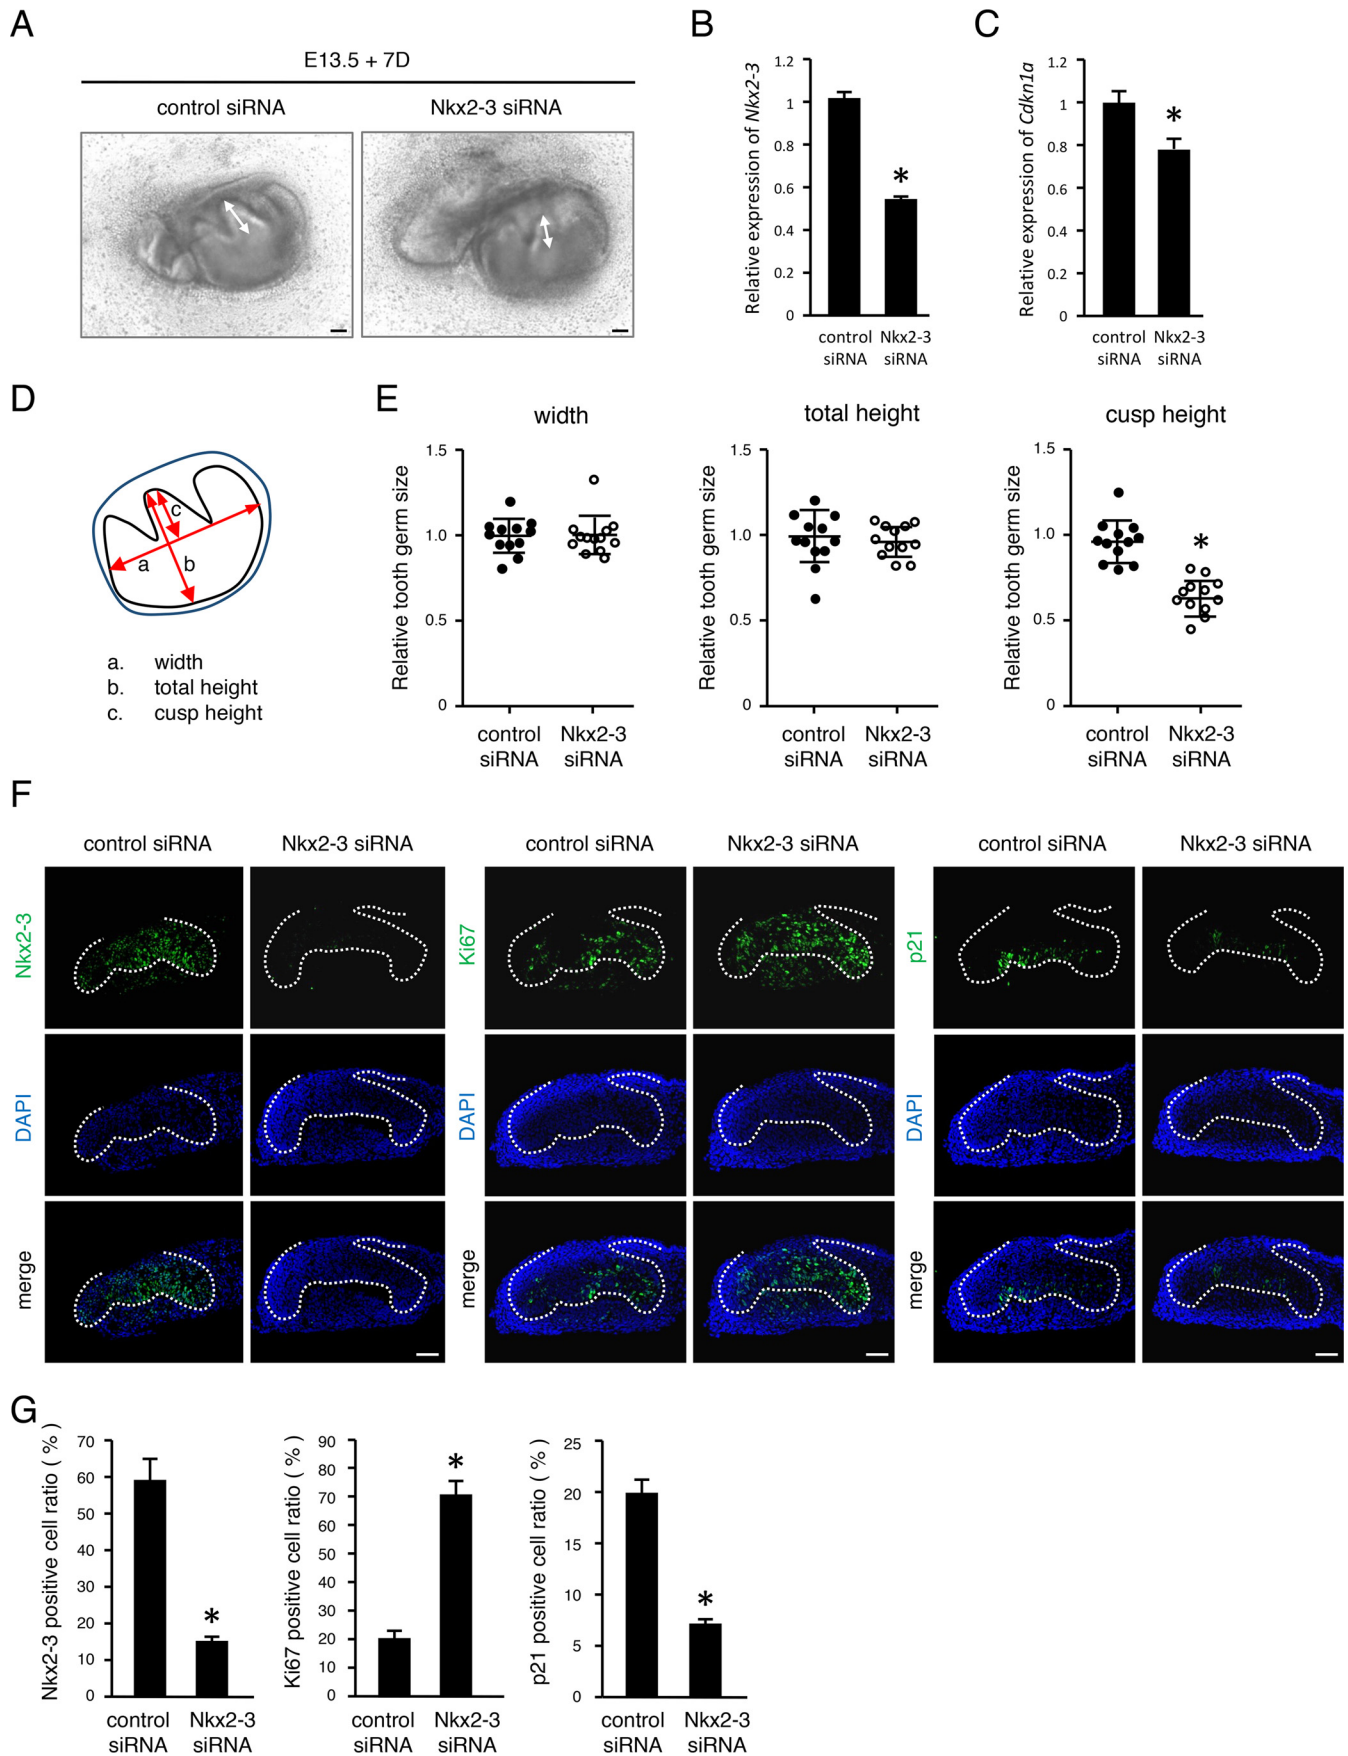 A
E13.5 + 7D
control siRNA
Nkx2-3 siRNA
B
Relative expression of Nkx2-3
1.2
1
0.8
0.6
0.4
0.2
0
*
control
siRNA
Nkx2-3
siRNA
C
Relative expression of Cdkn1a
1.2
1
0.8
0.6
0.4
0.2
0
*
control
siRNA
Nkx2-3
siRNA
D
a
b
c
a. width
b. total height
c. cusp height
E
width
Relative tooth germ size
1.5
1.0
0.5
0
control
siRNA
Nkx2-3
siRNA
total height
Relative tooth germ size
1.5
1.0
0.5
0
control
siRNA
Nkx2-3
siRNA
cusp height
Relative tooth germ size
1.5
1.0
0.5
0
*
control
siRNA
Nkx2-3
siRNA
F
control siRNA
Nkx2-3 siRNA
control siRNA
Nkx2-3 siRNA
control siRNA
Nkx2-3 siRNA
Nkx2-3
Ki67
p21
DAPI
DAPI
DAPI
merge
merge
merge
G
Nkx2-3 positive cell ratio ( % )
70
60
50
40
30
20
10
0
*
control
siRNA
Nkx2-3
siRNA
Ki67 positive cell ratio ( % )
90
80
70
60
50
40
30
20
10
0
*
control
siRNA
Nkx2-3
siRNA
p21 positive cell ratio ( % )
25
20
15
10
5
0
*
control
siRNA
Nkx2-3
siRNA